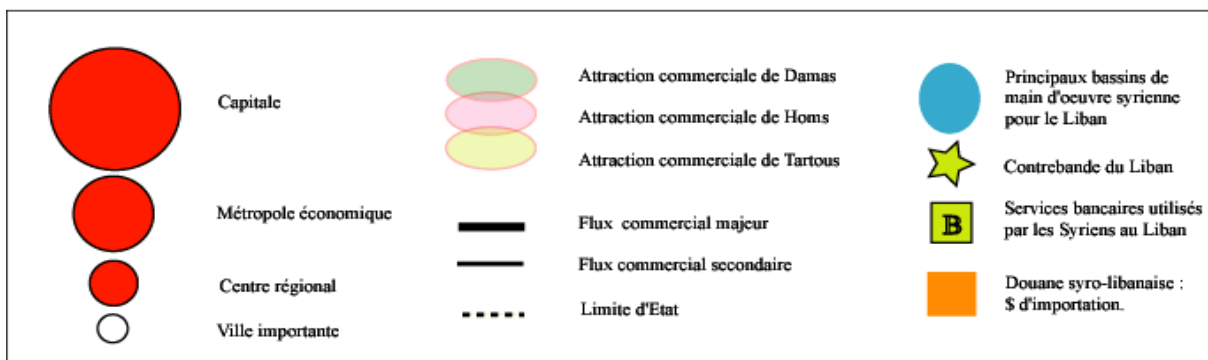 Capitale
Métropole économique
Centre régional
Ville importante
Attraction commerciale de Damas
Attraction commerciale de Homs
Attraction commerciale de Tartous
Flux commercial majeur
Flux commercial secondaire
Limite d'Etat
Principaux bassins de
main d'oeuvre syrienne
pour le Liban
Contrebande du Liban
B
Services bancaires utilisés
par les Syriens au Liban
Douane syro-libanaise :
$ d'importation.